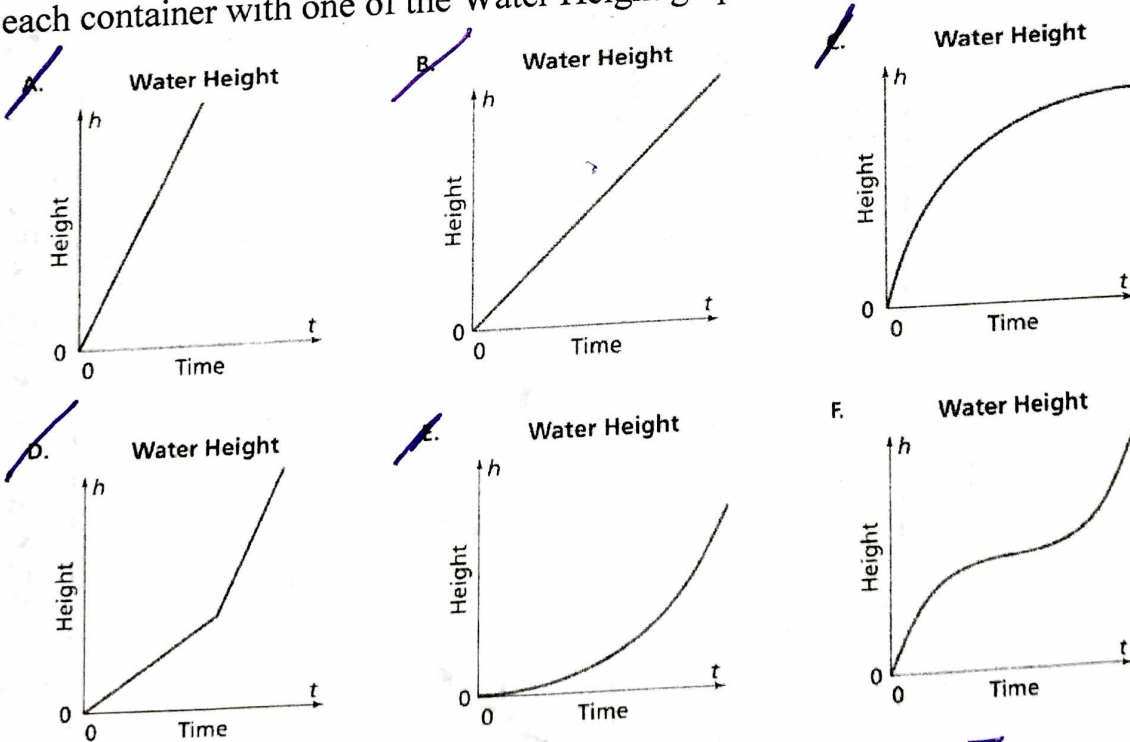 each container with one of the Water Height
A. Water Height
h
Height
0
0
Time
t
B. Water Height
h
Height
0
0
Time
t
C. Water Height
h
Height
0
0
Time
t
D. Water Height
h
Height
0
0
Time
t
E. Water Height
h
Height
0
0
Time
t
F. Water Height
h
Height
0
0
Time
t